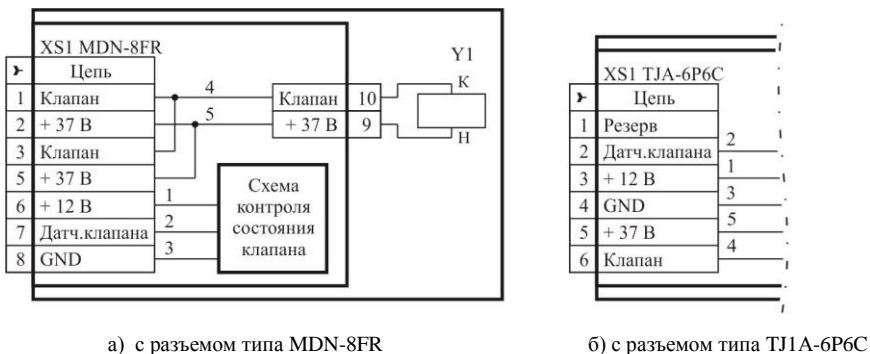 XS1 MDN-8FR
Цепь
1 Клапан
2 + 37 В
3 Клапан
5 + 37 В
6 + 12 В
7 Датч.клапана
8 GND
4
5
1
2
3
Клапан 10
+ 37 В 9
Схема
контроля
состояния
клапана
Y1
К
Н
XS1 TJA-6P6C
Цепь
1 Резерв
2 Датч.клапана
3 + 12 В
4 GND
5 + 37 В
6 Клапан
2
1
3
5
4
а) с разъемом типа MDN-8FR
б) с разъемом типа TJ1A-6P6C